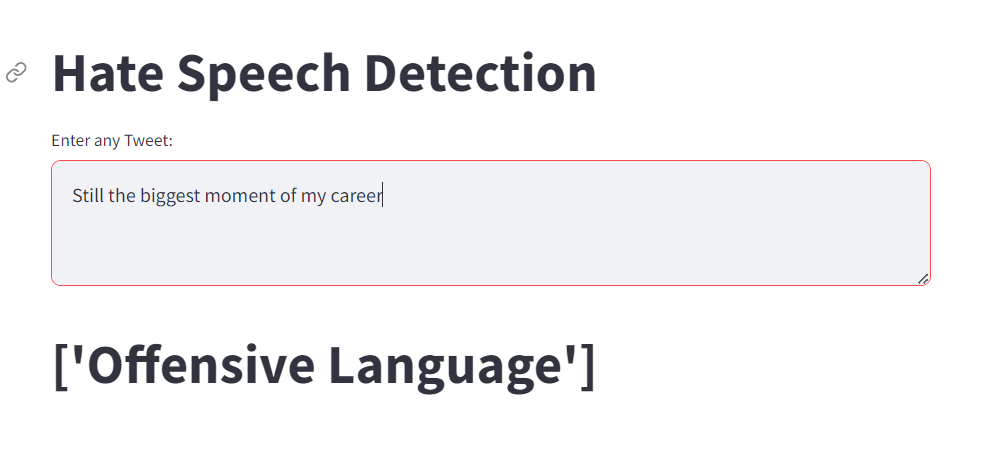 Hate Speech Detection
Enter any Tweet:
Still the biggest moment of my career
['Offensive Language']